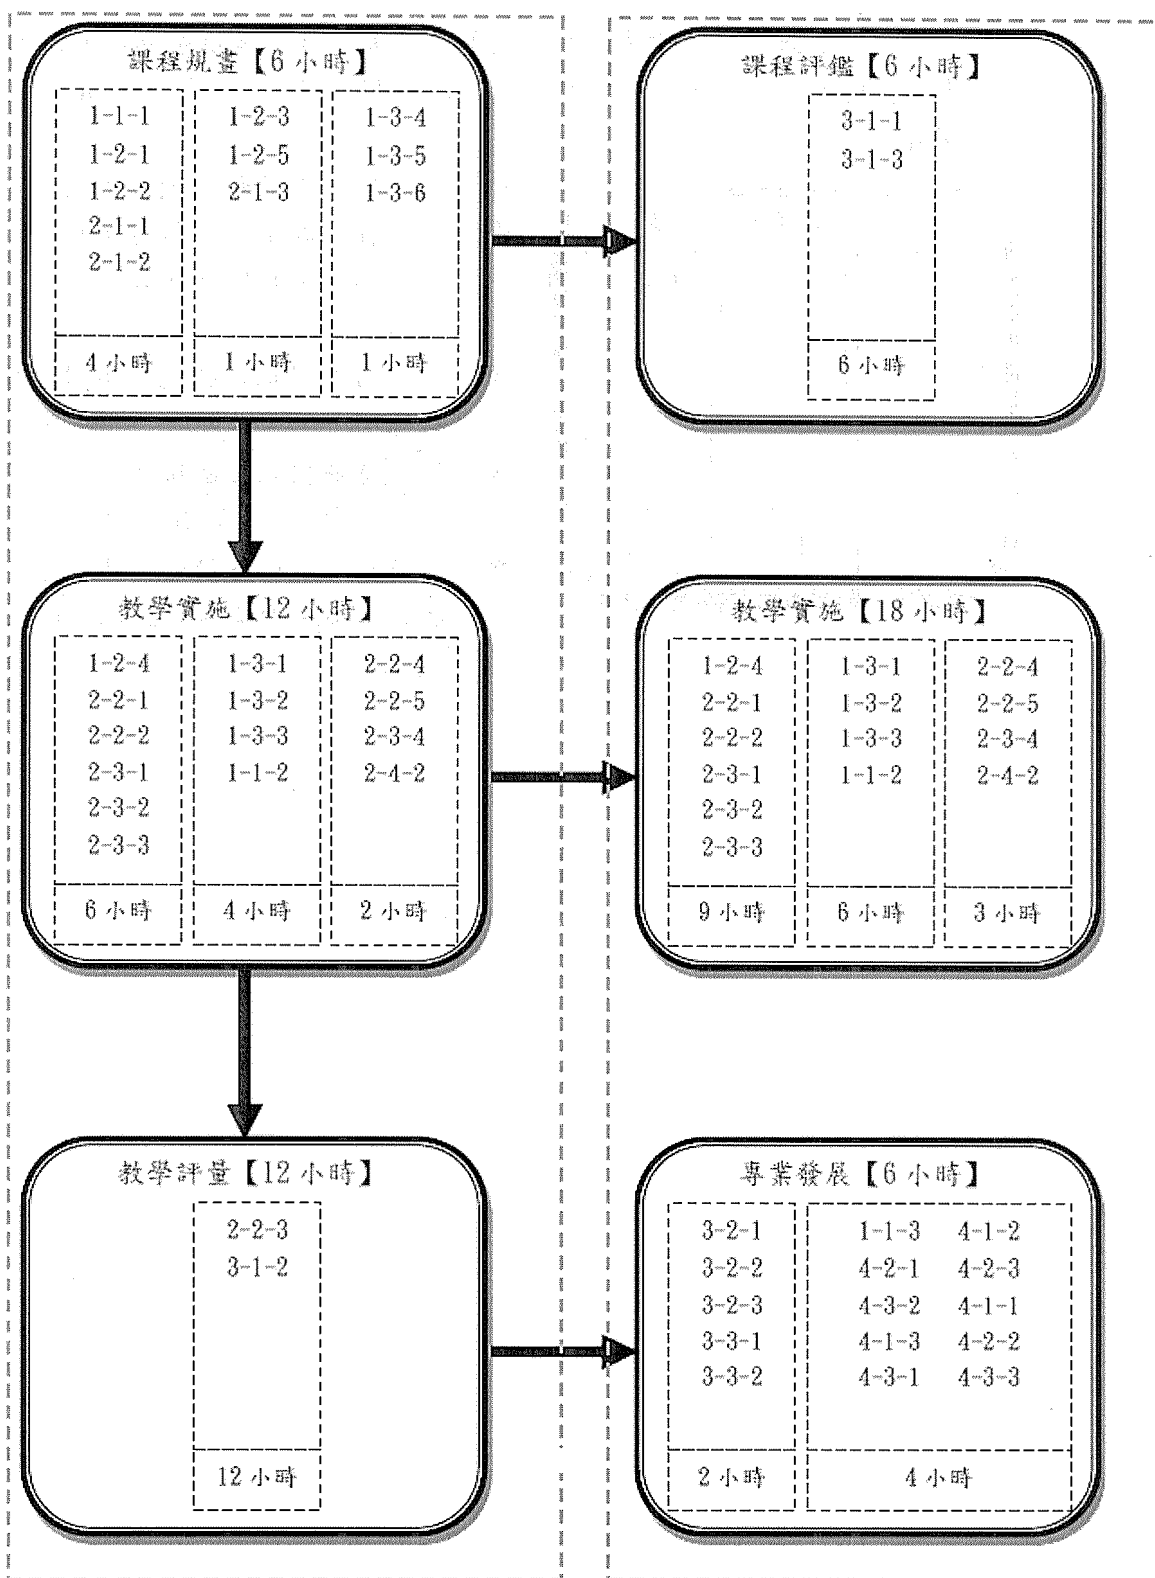 課程規畫【6 小時】
1-1-1
1-2-1
1-2-2
2-1-1
2-1-2
4 小時
1-2-3
1-2-5
2-1-3
1 小時
1-3-4
1-3-5
1-3-6
1 小時
課程評鑑【6 小時】
3-1-1
3-1-3
6 小時
教學實施【12 小時】
1-2-4
2-2-1
2-2-2
2-3-1
2-3-2
2-3-3
6 小時
1-3-1
1-3-2
1-3-3
1-1-2
4 小時
2-2-4
2-2-5
2-3-4
2-4-2
2 小時
教學實施【18 小時】
1-2-4
2-2-1
2-2-2
2-3-1
2-3-2
2-3-3
9 小時
1-3-1
1-3-2
1-3-3
1-1-2
6 小時
2-2-4
2-2-5
2-3-4
2-4-2
3 小時
教學評量【12 小時】
2-2-3
3-1-2
12 小時
專業發展【6 小時】
3-2-1
3-2-2
3-2-3
3-3-1
3-3-2
2 小時
1-1-3 4-1-2
4-2-1 4-2-3
4-3-2 4-1-1
4-1-3 4-2-2
4-3-1 4-3-3
4 小時